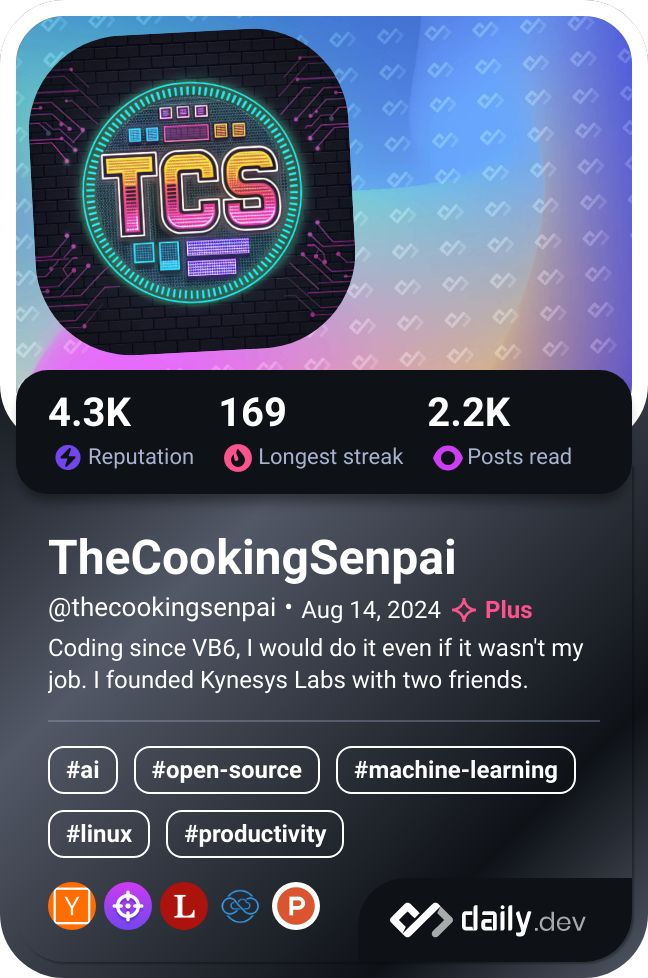 TCS
4.3K 169 2.2K
Reputation Longest streak Posts read
TheCookingSenpai
@thecookingsenpai • Aug 14, 2024 Plus
Coding since VB6, I would do it even if it wasn't my
job. I founded Kynesys Labs with two friends.
#ai #open-source #machine-learning
#linux #productivity
Y L P
daily.dev